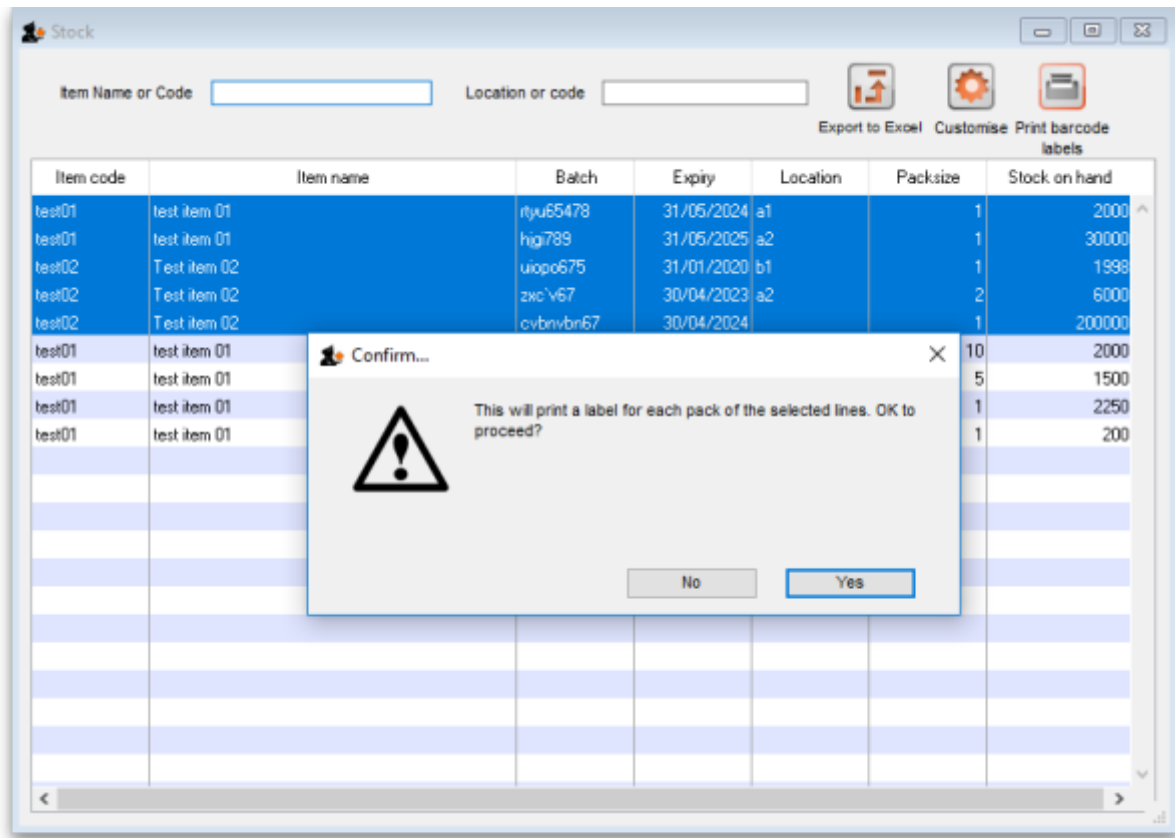 Stock
Item Name or Code Location or code
Export to Excel Customise Print barcode
labels
Item code Item name Batch Expiry Location Packsize Stock on hand
test01 test item 01 rtyu65478 31/05/2024 a1 1 2000
test01 test item 01 hjgi789 31/05/2025 a2 1 30000
test02 Test item 02 uiopo675 31/01/2020 b1 1 1998
test02 Test item 02 zxc`v67 30/04/2023 a2 2 6000
test02 Test item 02 cvbnvbn67 30/04/2024 1 200000
test01 test item 01 10 2000
test01 test item 01 5 1500
test01 test item 01 1 2250
test01 test item 01 1 200
Confirm...
This will print a label for each pack of the selected lines. OK to
proceed?
No Yes